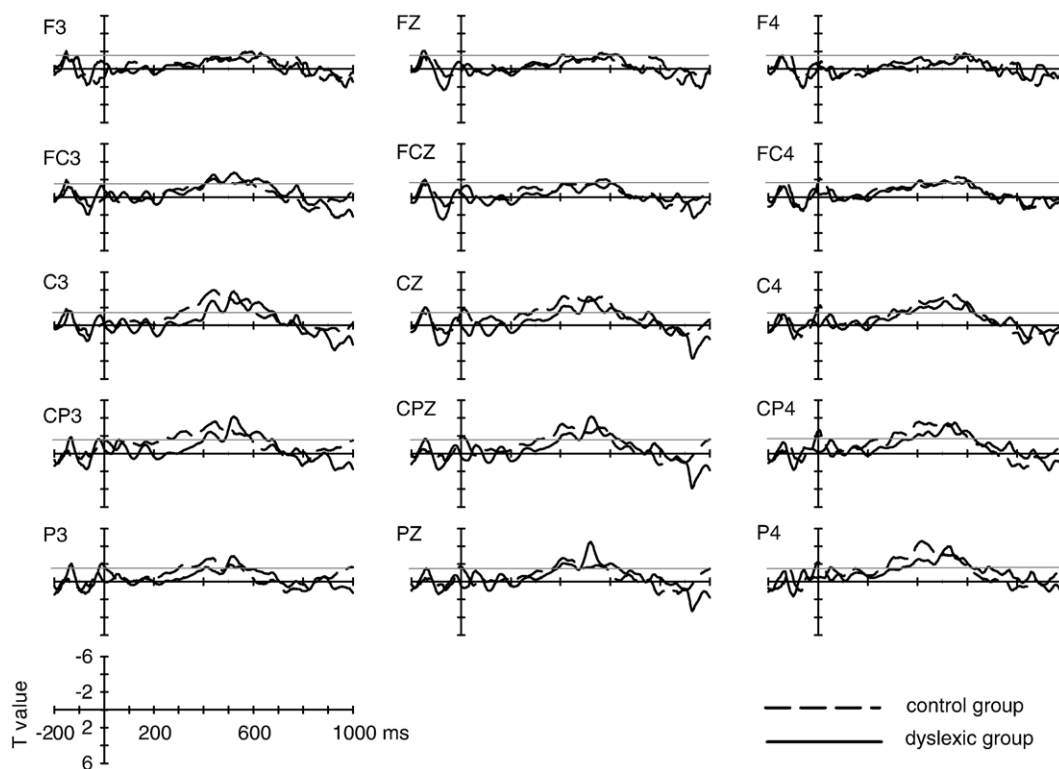 F3 FZ F4
FC3 FCZ FC4
C3 CZ C4
CP3 CPZ CP4
P3 PZ P4
-6
-2
T value
-200 200 600 1000 ms
2
6
control group
dyslexic group